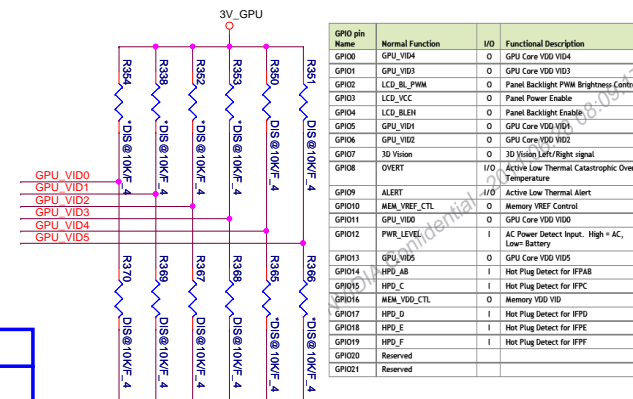 3V_GPU
R354
R338
R352
R353
R350
R351
*DIS@10K/F_4
*DIS@10K/F_4
*DIS@10K/F_4
*DIS@10K/F_4
DIS@10K/F_4
DIS@10K/F_4
GPU_VID0
GPU_VID1
GPU_VID2
GPU_VID3
GPU_VID4
GPU_VID5
R370
R369
R367
R368
R365
R366
DIS@10K/F_4
DIS@10K/F_4
DIS@10K/F_4
DIS@10K/F_4
*DIS@10K/F_4
*DIS@10K/F_4
GPIO pin Name Normal Function I/O Functional Description
GPIO0 GPU_VID4 O GPU Core VDD VID4
GPIO1 GPU_VID3 O GPU Core VDD VID3
GPIO2 LCD_BL_PWM O Panel Backlight PWM Brightness Contr
GPIO3 LCD_VCC O Panel Power Enable
GPIO4 LCD_BLEN O Panel Backlight Enable
GPIO5 GPU_VID1 O GPU Core VDD VID1
GPIO6 GPU_VID2 O GPU Core VDD VID2
GPIO7 3D Vision O 3D Vision Left/Right signal
GPIO8 OVERT I/O Active Low Thermal Catastrophic Over
Temperature
GPIO9 ALERT I/O Active Low Thermal Alert
GPIO10 MEM_VREF_CTL O Memory VREF Control
GPIO11 GPU_VID0 O GPU Core VDD VID0
GPIO12 PWR_LEVEL I AC Power Detect Input. High = AC,
Low= Battery
GPIO13 GPU_VID5 O GPU Core VDD VID5
GPIO14 HPD_AB I Hot Plug Detect for IFPAB
GPIO15 HPD_C I Hot Plug Detect for IFPC
GPIO16 MEM_VDD_CTL O Memory VDD VID
GPIO17 HPD_D I Hot Plug Detect for IFPD
GPIO18 HPD_E I Hot Plug Detect for IFPE
GPIO19 HPD_F I Hot Plug Detect for IFPF
GPIO20 Reserved
GPIO21 Reserved
NVIDIA Confidential